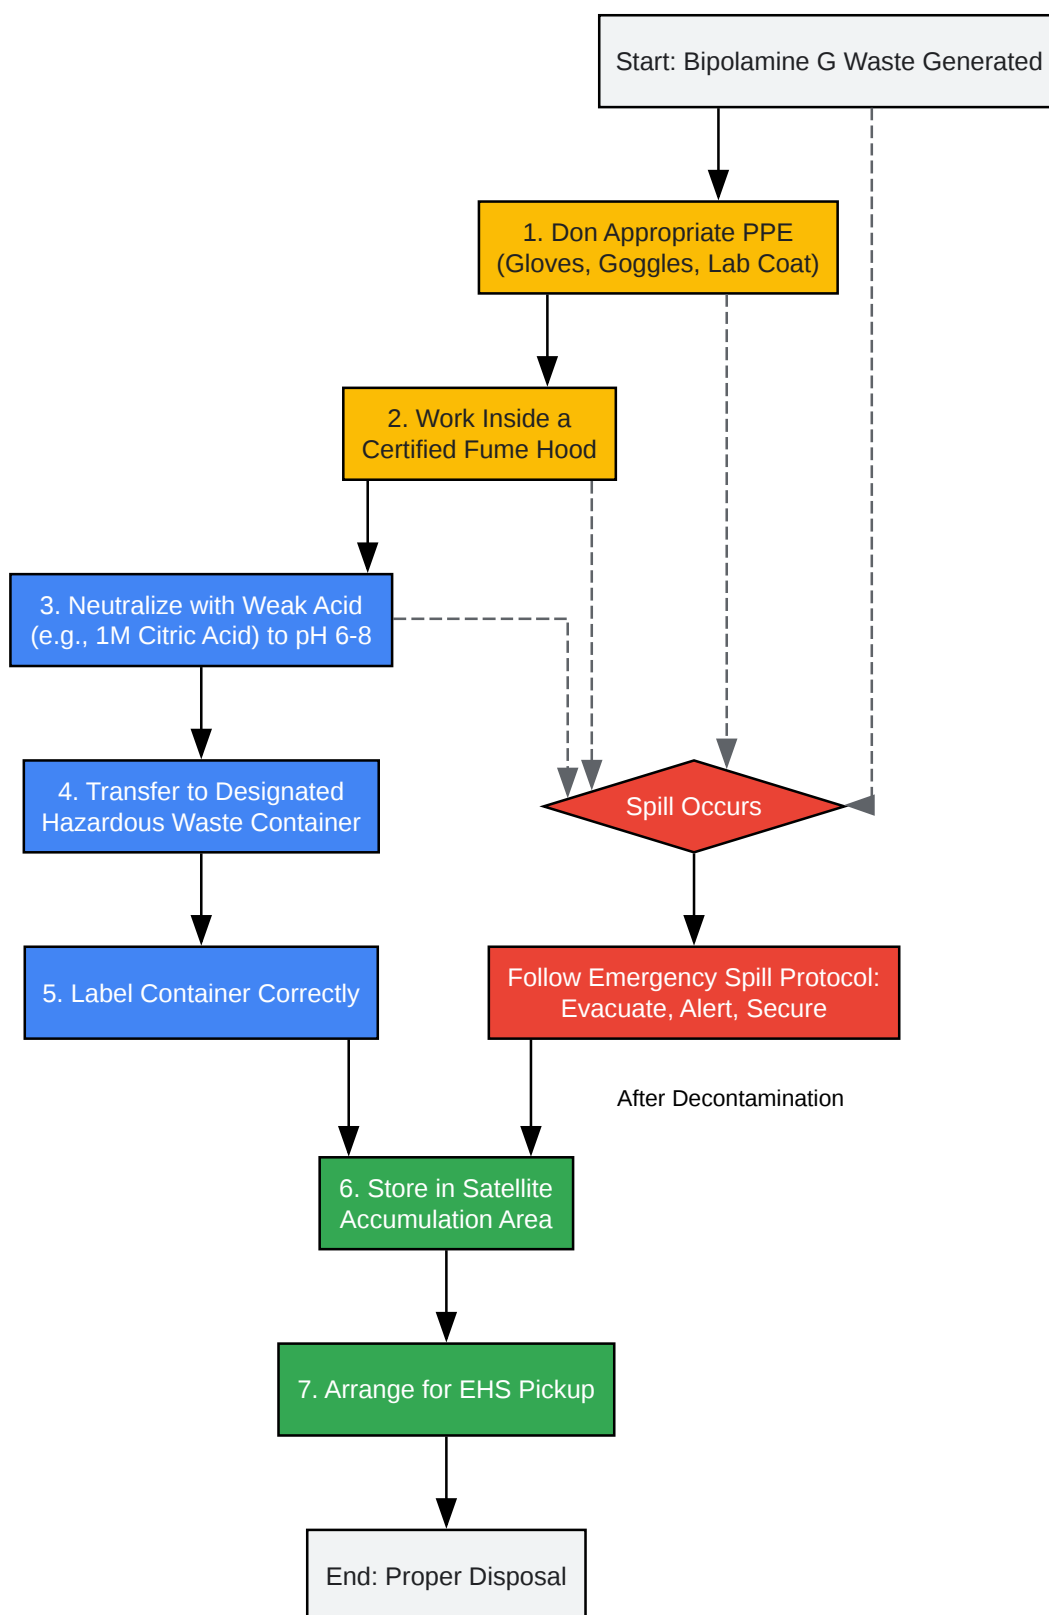 Start: Bipolamine G Waste Generated
1. Don Appropriate PPE
(Gloves, Goggles, Lab Coat)
2. Work Inside a
Certified Fume Hood
3. Neutralize with Weak Acid
(e.g., 1M Citric Acid) to pH 6-8
4. Transfer to Designated
Hazardous Waste Container
Spill Occurs
5. Label Container Correctly
Follow Emergency Spill Protocol:
Evacuate, Alert, Secure
After Decontamination
6. Store in Satellite
Accumulation Area
7. Arrange for EHS Pickup
End: Proper Disposal